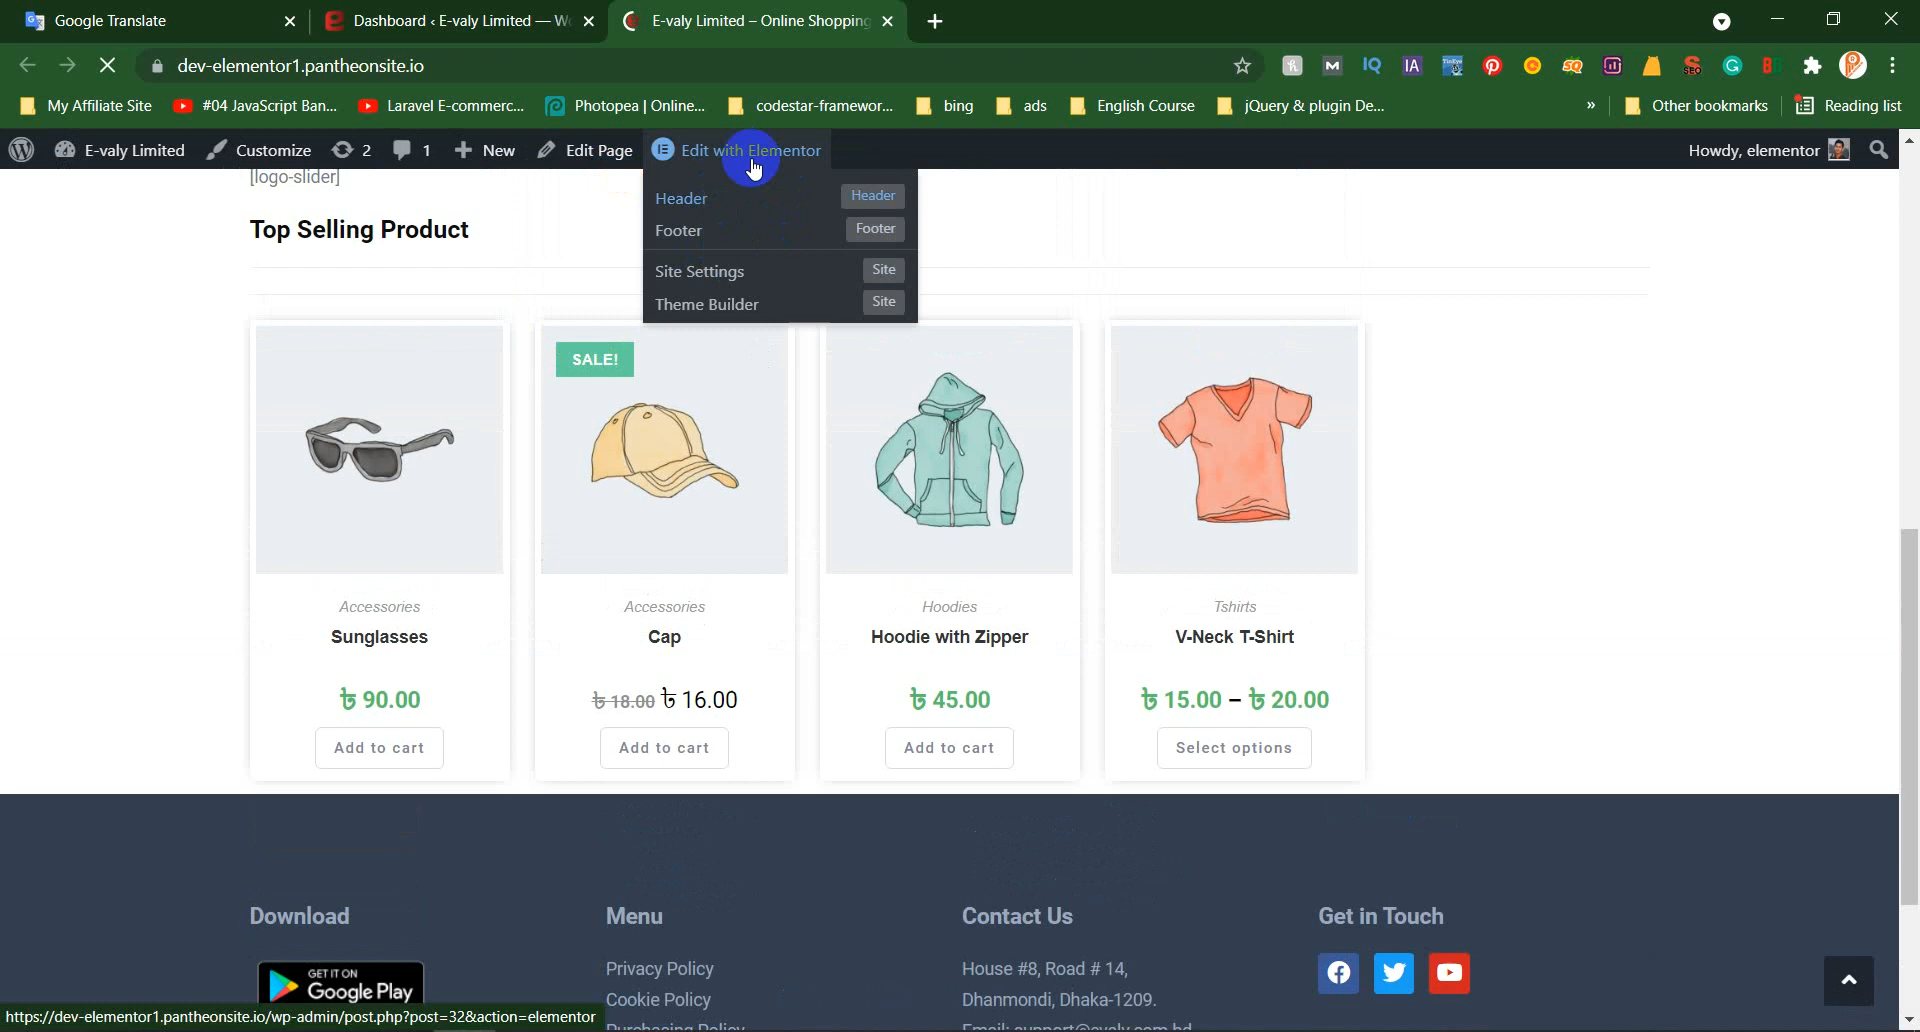 Google Translate
Dashboard ‹ E-valy Limited — W
E-valy Limited – Online Shopping
dev-elementor1.pantheonsite.io
My Affiliate Site
#04 JavaScript Ban...
Laravel E-commerc...
Photopea | Online...
codestar-framewor...
bing
ads
English Course
jQuery & plugin De...
»
Other bookmarks
Reading list
E-valy Limited
Customize
2
1
New
Edit Page
Edit with Elementor
Howdy, elementor
[logo-slider]
Header
Header
Footer
Footer
Site Settings
Site
Theme Builder
Site
Top Selling Product
SALE!
Accessories
Accessories
Hoodies
Tshirts
Sunglasses
Cap
Hoodie with Zipper
V-Neck T-Shirt
৳ 90.00
৳ 18.00 ৳ 16.00
৳ 45.00
৳ 15.00 – ৳ 20.00
Add to cart
Add to cart
Add to cart
Select options
Download
Menu
Contact Us
Get in Touch
GET IT ON
Google Play
Privacy Policy
Cookie Policy
Purchasing Policy
House #8, Road # 14,
Dhanmondi, Dhaka-1209.
Email: support@evaly.com.bd
https://dev-elementor1.pantheonsite.io/wp-admin/post.php?post=32&action=elementor